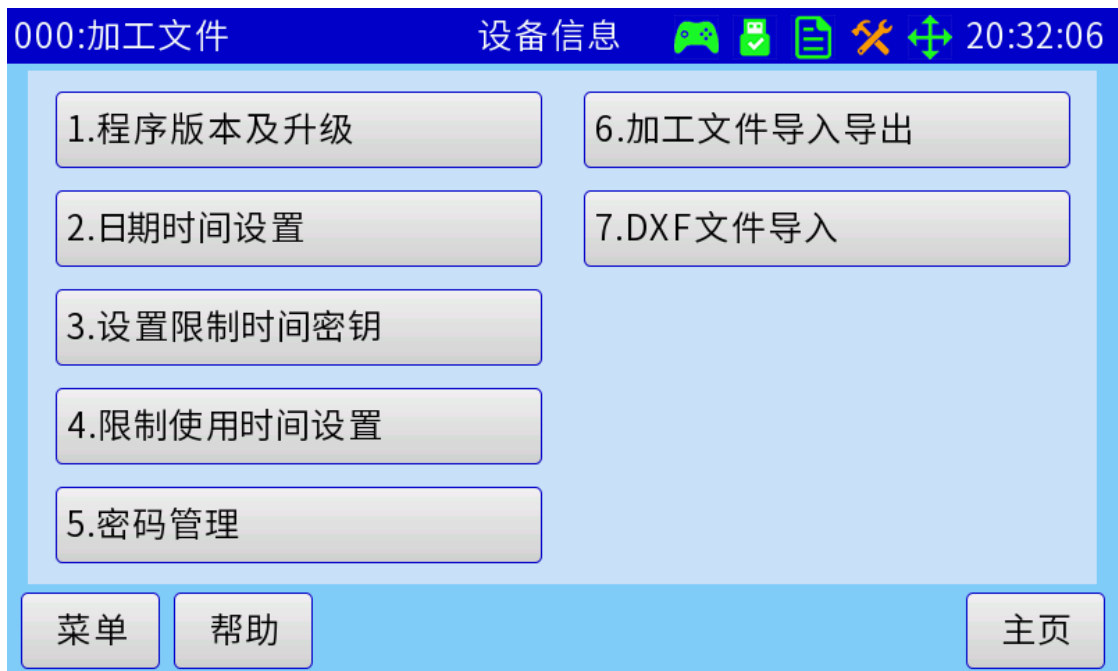 000:加工文件 设备信息 20:32:06
1.程序版本及升级
2.日期时间设置
3.设置限制时间密钥
4.限制使用时间设置
5.密码管理
6.加工文件导入导出
7.DXF文件导入
菜单 帮助 主页